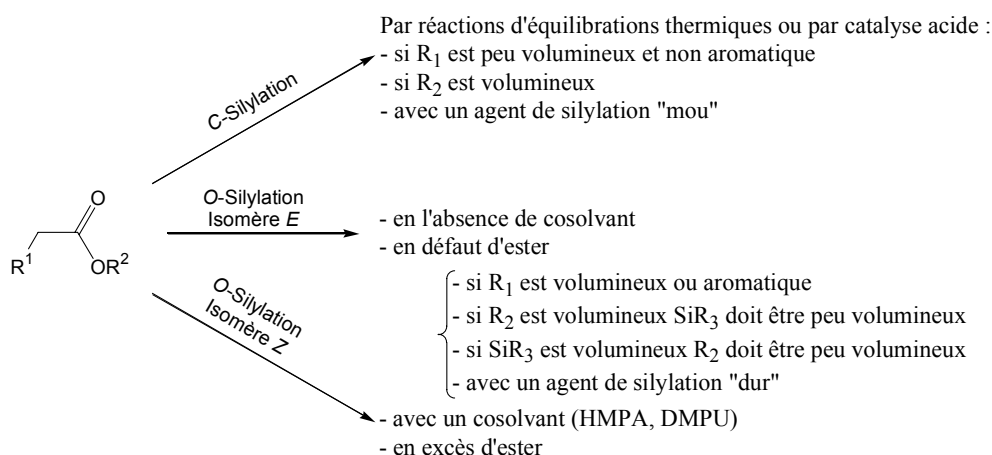 Par réactions d'équilibrations thermiques ou par catalyse acide :
- si R1 est peu volumineux et non aromatique
- si R2 est volumineux
- avec un agent de silylation "mou"
C-Silylation
O-Silylation
Isomère E
- en l'absence de cosolvant
- en défaut d'ester
O
R1
OR2
O-Silylation
Isomère Z
- si R1 est volumineux ou aromatique
- si R2 est volumineux SiR3 doit être peu volumineux
- si SiR3 est volumineux R2 doit être peu volumineux
- avec un agent de silylation "dur"
- avec un cosolvant (HMPA, DMPU)
- en excès d'ester